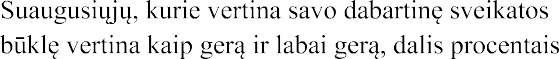 Suaugusiųjų, kurie vertina savo dabartinę sveikatos
būklę vertina kaip gerą ir labai gerą, dalis procentais